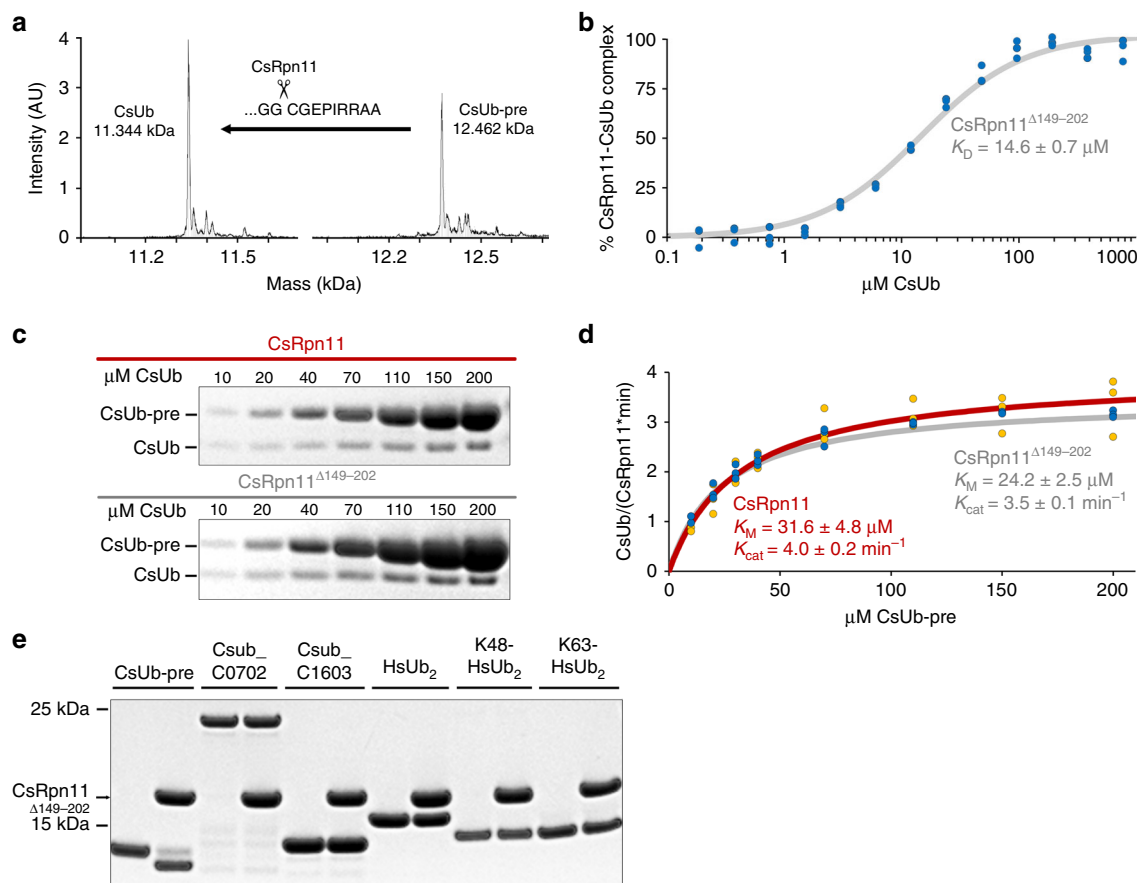 a
4
3
2
1
0
Intensity (AU)
CsUb
11.344 kDa
CsRpn11
...GG CGEPIRRAA
CsUb-pre
12.462 kDa
11.2 11.5 12.2 12.5
Mass (kDa)
b
100
75
50
25
0
% CsRpn11-CsUb complex
CsRpn11Δ149–202
KD = 14.6 ± 0.7 μM
0.1 1 10 100 1000
μM CsUb
c
CsRpn11
μM CsUb 10 20 40 70 110 150 200
CsUb-pre
CsUb
CsRpn11Δ149–202
μM CsUb 10 20 40 70 110 150 200
CsUb-pre
CsUb
d
4
3
2
1
0
CsUb/(CsRpn11*min)
CsRpn11
KM = 31.6 ± 4.8 μM
Kcat = 4.0 ± 0.2 min–1
CsRpn11Δ149–202
KM = 24.2 ± 2.5 μM
Kcat = 3.5 ± 0.1 min–1
0 50 100 150 200
μM CsUb-pre
e
CsUb-pre
Csub_
C0702
Csub_
C1603
HsUb2
K48-
HsUb2
K63-
HsUb2
25 kDa
CsRpn11
Δ149–202
15 kDa